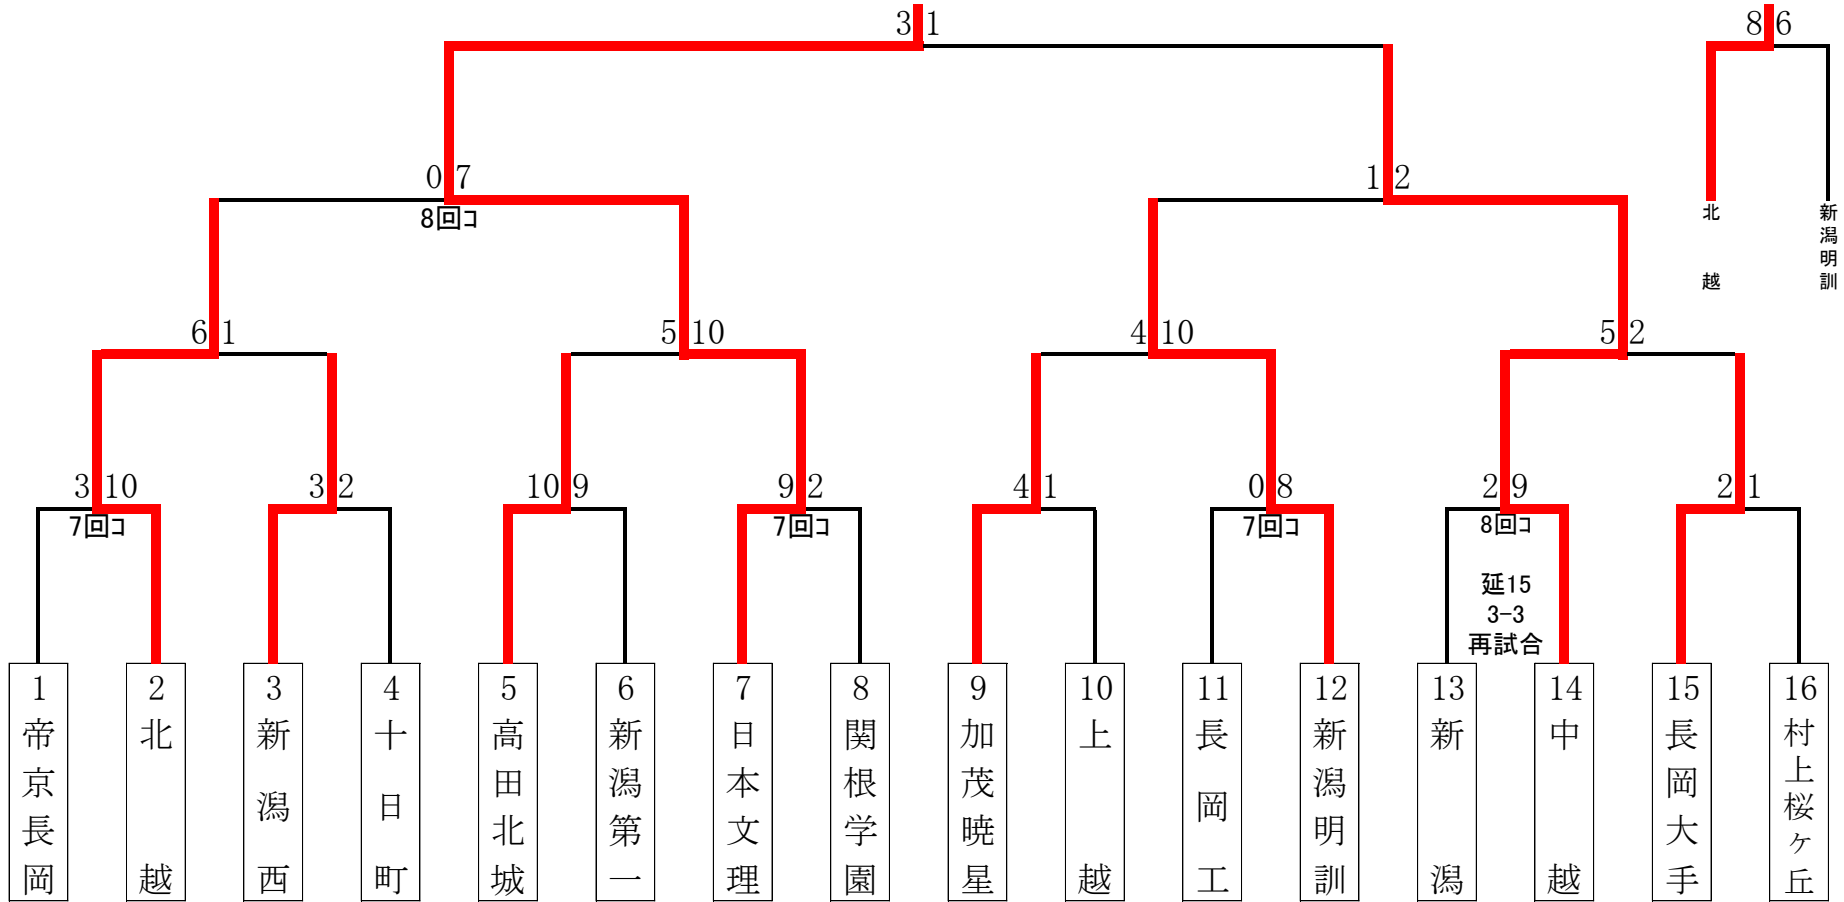 3 1
8 6
0 7
8回コ
1 2
北越
新潟明訓
6 1
5 10
4 10
5 2
3 10
7回コ
3 2
10 9
9 2
7回コ
4 1
0 8
7回コ
2 9
8回コ
延15
3-3
再試合
2 1
1
帝京長岡
2
北越
3
新潟西
4
十日町
5
高田北城
6
新潟第一
7
日本文理
8
関根学園
9
加茂暁星
10
上越
11
長岡工
12
新潟明訓
13
新潟
14
中越
15
長岡大手
16
村上桜ヶ丘